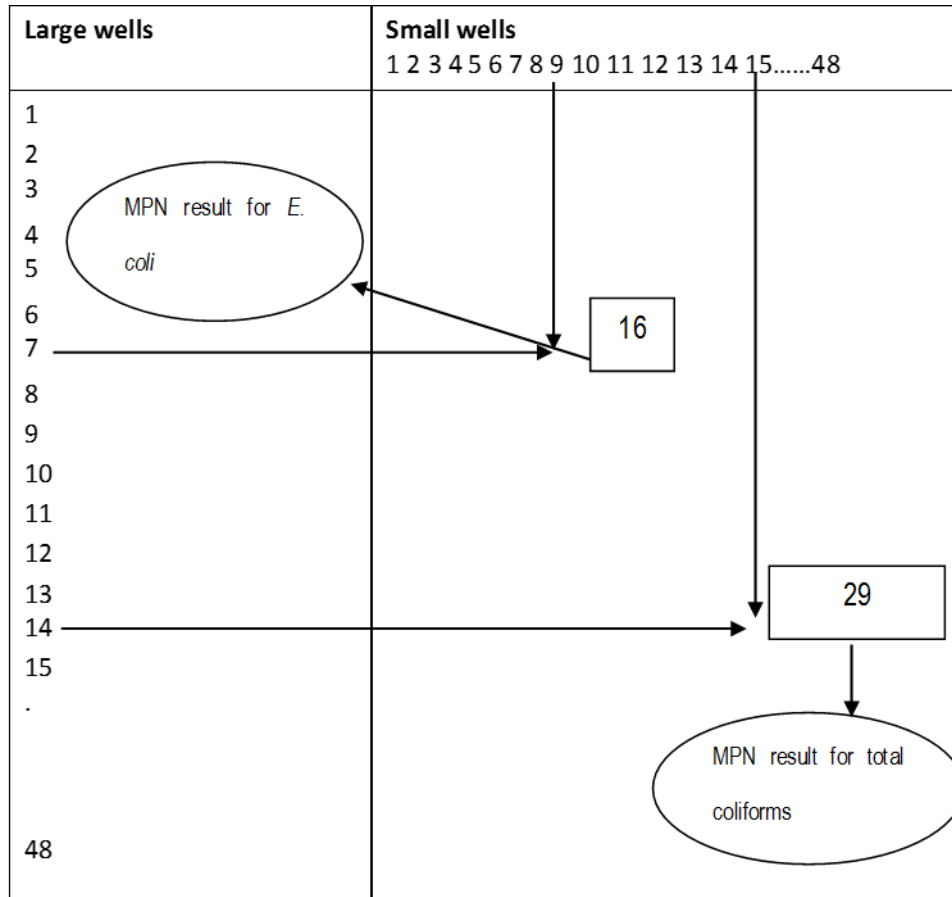 Large wells
Small wells
1 2 3 4 5 6 7 8 9 10 11 12 13 14 15......48
1
2
3
MPN result for E.
4
coli
5
6
16
7
8
9
10
11
12
13
29
14
15
.
MPN result for total
coliforms
48